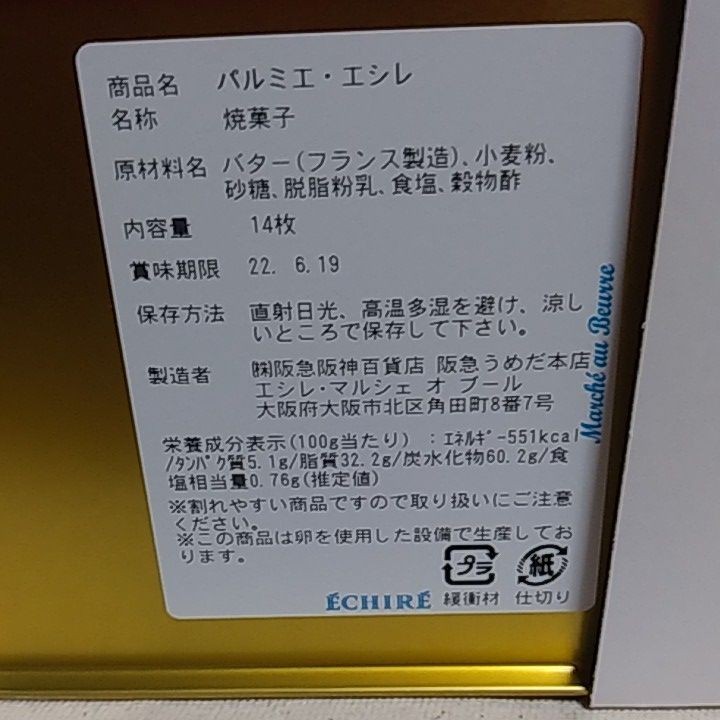 商品名 パルミエ・エシレ
名称 焼菓子
原材料名 バター(フランス製造)、小麦粉、
砂糖、脱脂粉乳、食塩、穀物酢
内容量 14枚
賞味期限 22. 6.19
保存方法 直射日光、高温多湿を避け、涼し
いところで保存して下さい。
製造者 ㈱阪急阪神百貨店 阪急うめだ本店
エシレ・マルシェ オ ブール
大阪府大阪市北区角田町8番7号
栄養成分表示(100g当たり) :エネルギー551kcal
/タンパク質5.1g/脂質32.2g/炭水化物60.2g/食
塩相当量0.76g(推定値)
※割れやすい商品ですので取り扱いにご注意
ください。
※この商品は卵を使用した設備で生産してお
ります。
プラ 紙
ÉCHIRÉ 緩衝材 仕切り
Marché au Beurre